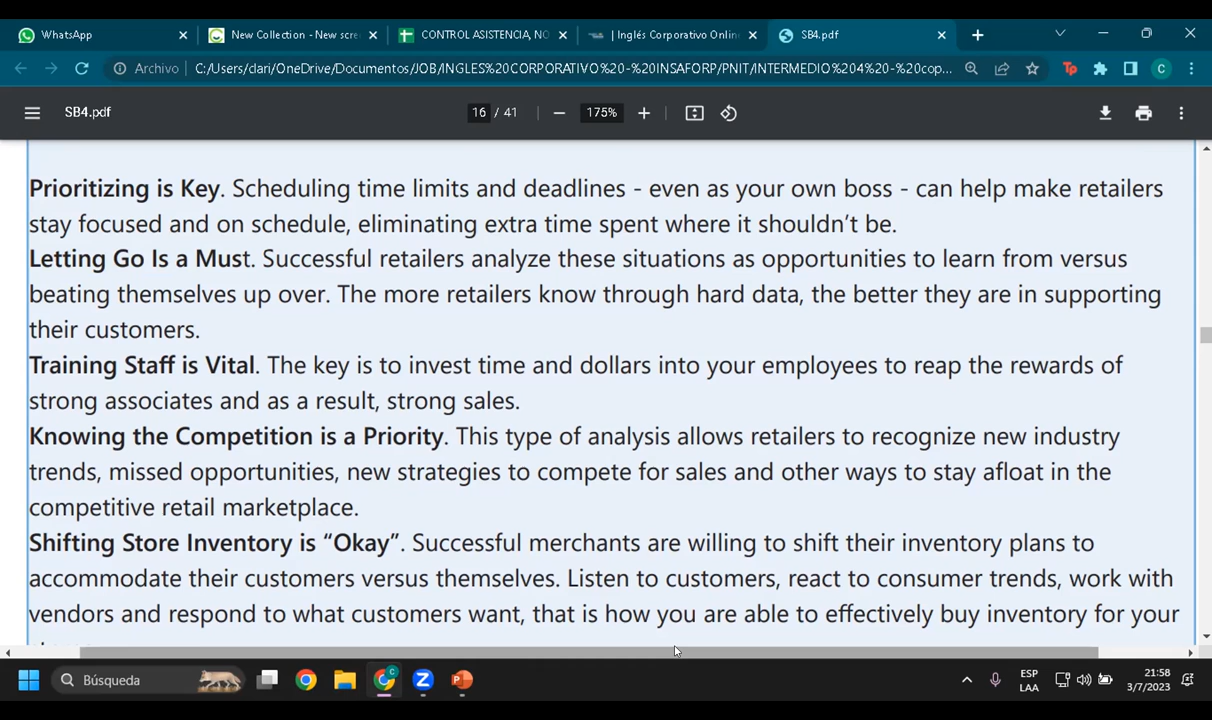 WhatsApp
New Collection - New scre
CONTROL ASISTENCIA, NO
| Inglés Corporativo Online
SB4.pdf
Archivo
C:/Users/clari/OneDrive/Documentos/JOB/INGLES%20CORPORATIVO%20-%20INSAFORP/PNIT/INTERMEDIO%204%20-%20cop...
Tp
C
SB4.pdf
16 / 41
175%
Prioritizing is Key. Scheduling time limits and deadlines - even as your own boss - can help make retailers
stay focused and on schedule, eliminating extra time spent where it shouldn't be.
Letting Go Is a Must. Successful retailers analyze these situations as opportunities to learn from versus
beating themselves up over. The more retailers know through hard data, the better they are in supporting
their customers.
Training Staff is Vital. The key is to invest time and dollars into your employees to reap the rewards of
strong associates and as a result, strong sales.
Knowing the Competition is a Priority. This type of analysis allows retailers to recognize new industry
trends, missed opportunities, new strategies to compete for sales and other ways to stay afloat in the
competitive retail marketplace.
Shifting Store Inventory is “Okay”. Successful merchants are willing to shift their inventory plans to
accommodate their customers versus themselves. Listen to customers, react to consumer trends, work with
vendors and respond to what customers want, that is how you are able to effectively buy inventory for your
Búsqueda
ESP
LAA
21:58
3/7/2023